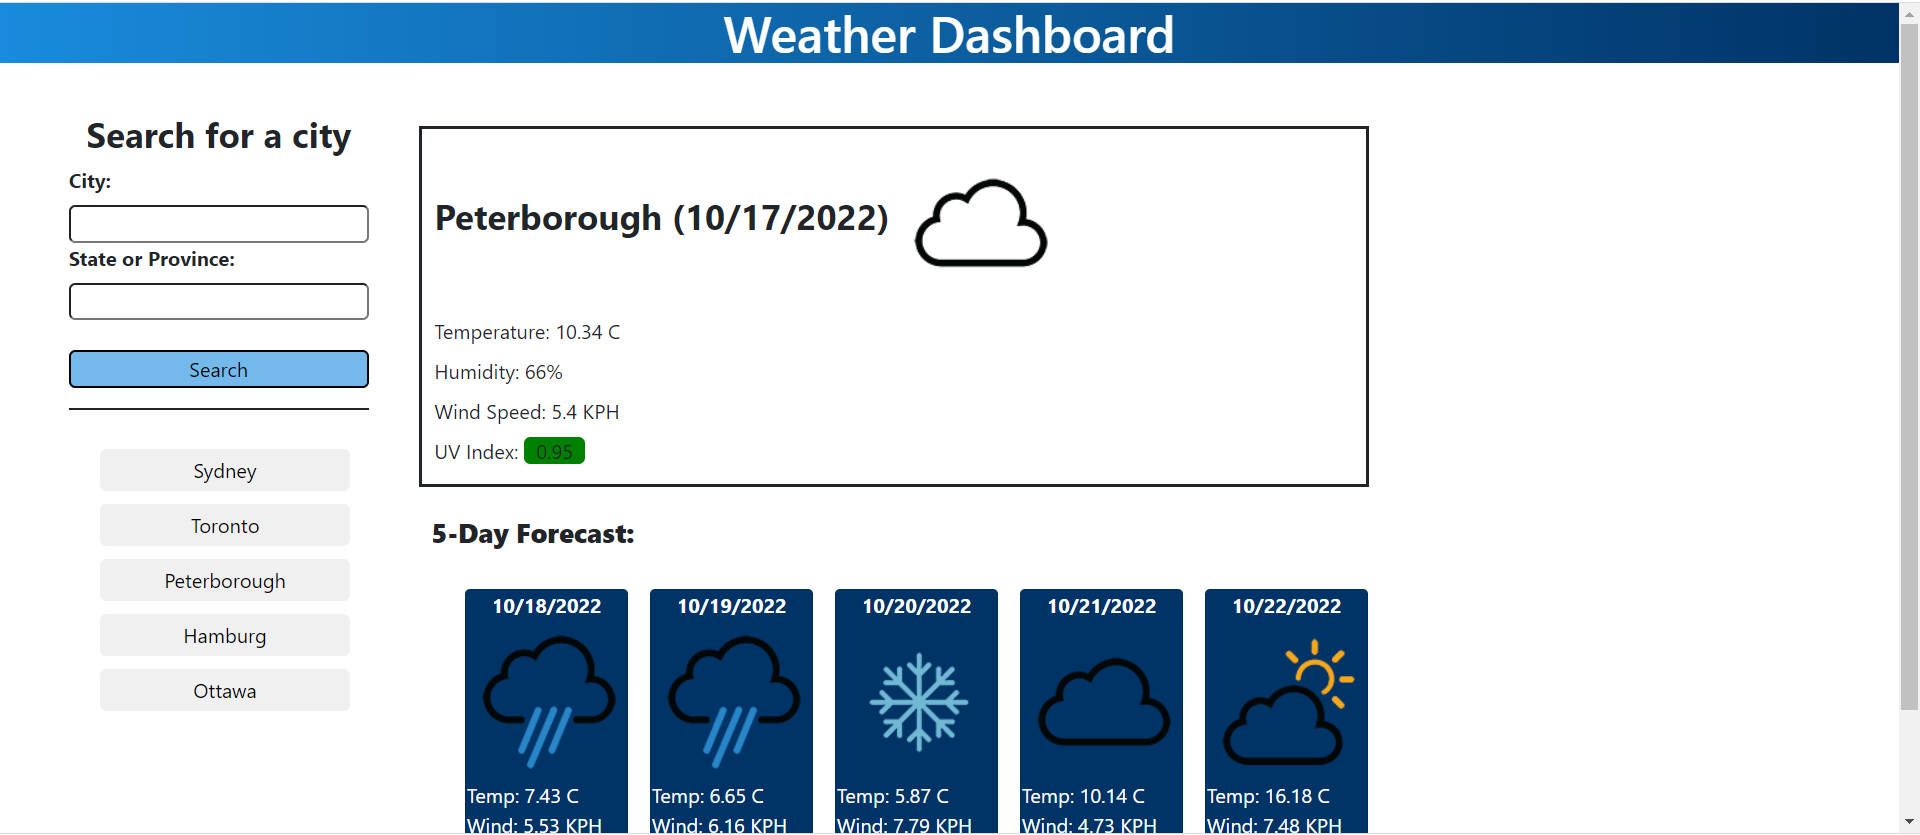 Weather Dashboard
Search for a city
City:
State or Province:
Search
Sydney
Toronto
Peterborough
Hamburg
Ottawa
Peterborough (10/17/2022)
Temperature: 10.34 C
Humidity: 66%
Wind Speed: 5.4 KPH
UV Index: 0.95
5-Day Forecast:
10/18/2022
Temp: 7.43 C
Wind: 5.53 KPH
10/19/2022
Temp: 6.65 C
Wind: 6.16 KPH
10/20/2022
Temp: 5.87 C
Wind: 7.79 KPH
10/21/2022
Temp: 10.14 C
Wind: 4.73 KPH
10/22/2022
Temp: 16.18 C
Wind: 7.48 KPH